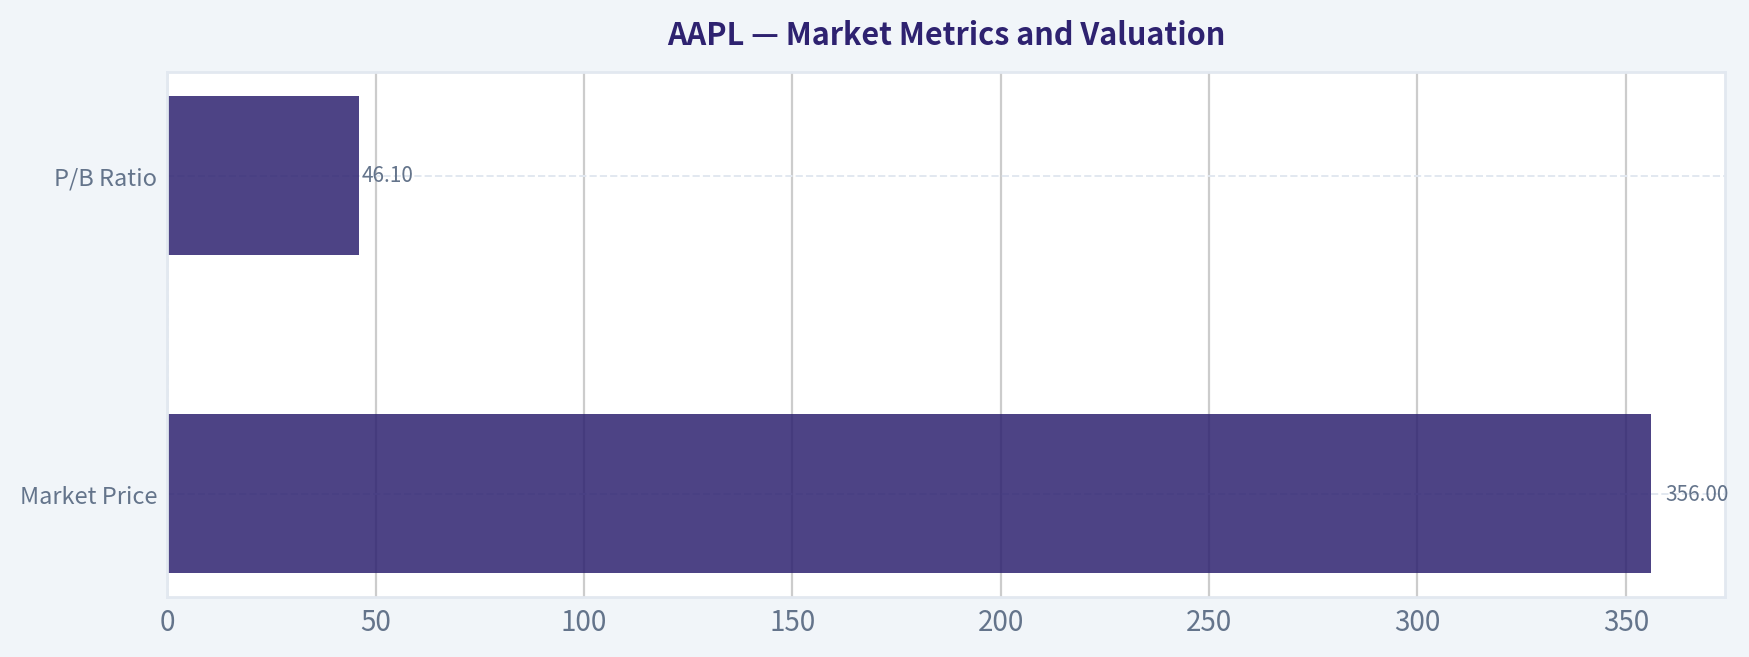 AAPL — Market Metrics and Valuation
P/B Ratio
46.10
Market Price
356.00
0 50 100 150 200 250 300 350